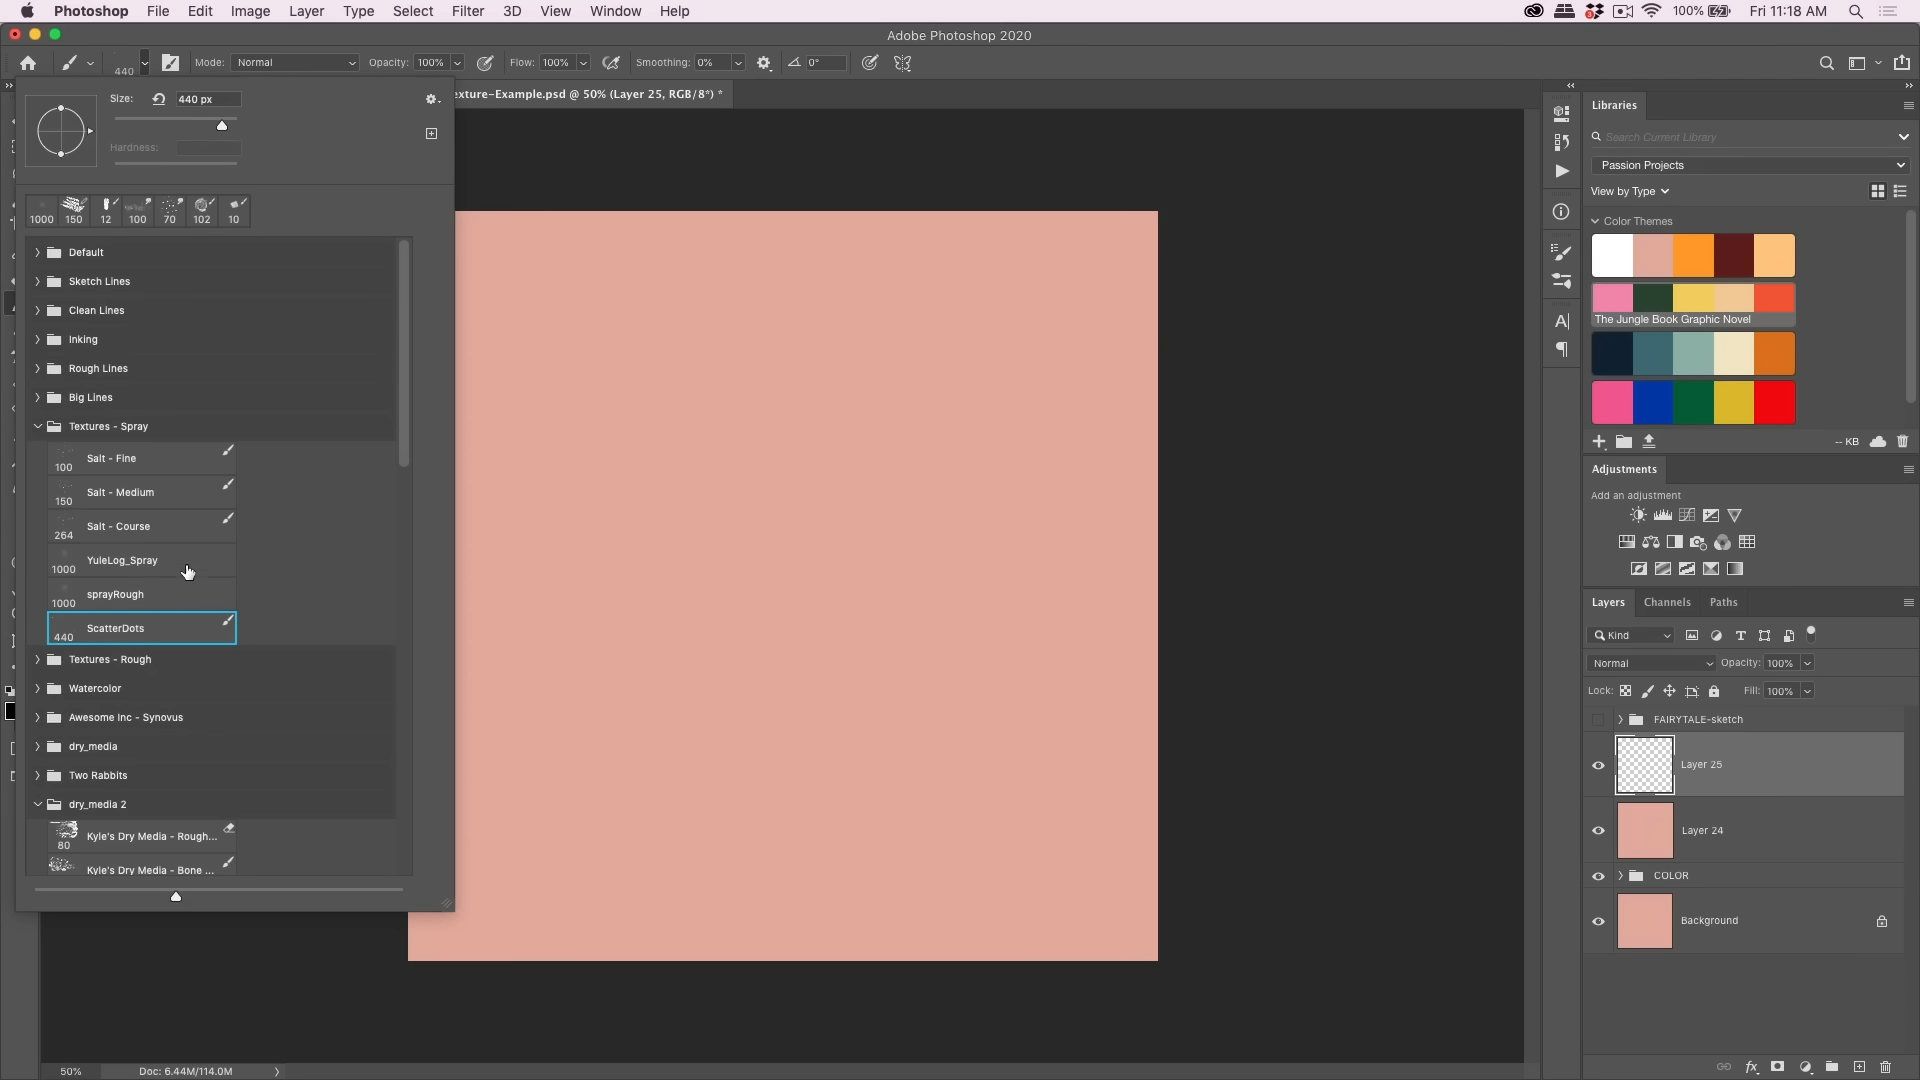 Photoshop File Edit Image Layer Type Select Filter 3D View Window Help 100% Fri 11:18 AM
Adobe Photoshop 2020
440 Mode: Normal Opacity: 100% Flow: 100% Smoothing: 0% 0°
exture-Example.psd @ 50% (Layer 25, RGB/8*) *
Size: 440 px
Hardness:
1000 150 12 100 70 102 10
Default
Sketch Lines
Clean Lines
Inking
Rough Lines
Big Lines
Textures - Spray
Salt - Fine
100
Salt - Medium
150
Salt - Course
264
YuleLog_Spray
1000
sprayRough
1000
ScatterDots
440
Textures - Rough
Watercolor
Awesome Inc - Synovus
dry_media
Two Rabbits
dry_media 2
Kyle's Dry Media - Rough...
80
Kyle's Dry Media - Bone ...
50% Doc: 6.44M/114.0M
Libraries
Search Current Library
Passion Projects
View by Type
Color Themes
The Jungle Book Graphic Novel
-- KB
Adjustments
Add an adjustment
Layers Channels Paths
Kind
Normal Opacity: 100%
Lock: Fill: 100%
FAIRYTALE-sketch
Layer 25
Layer 24
COLOR
Background